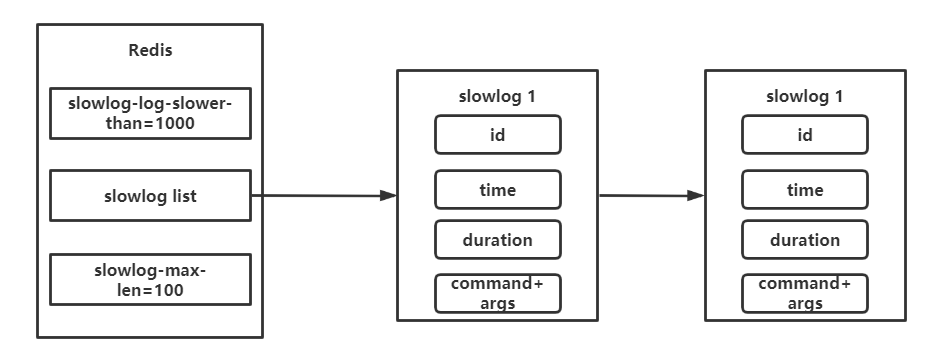 Redis
slowlog-log-slower-
than=1000
slowlog list
slowlog-max-
len=100
slowlog 1
id
time
duration
command+
args
slowlog 1
id
time
duration
command+
args